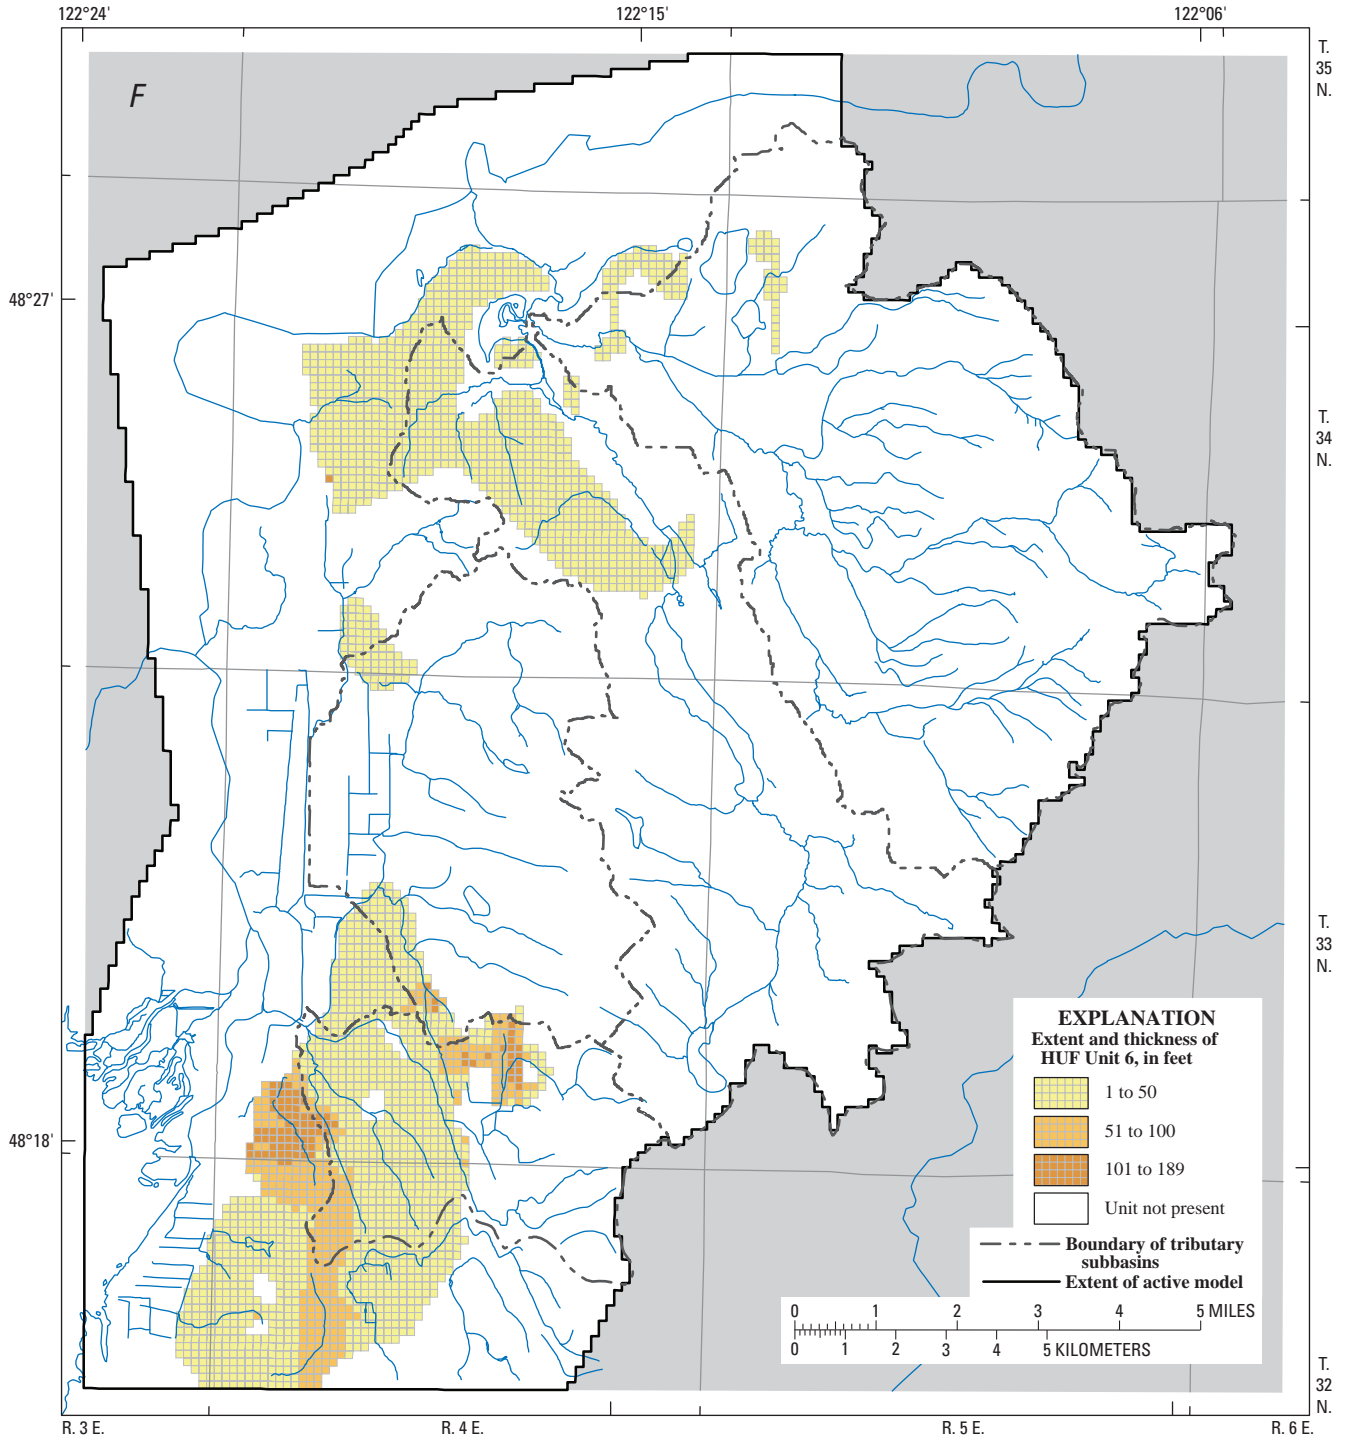 122°24'
122°15'
122°06'
T.
35
N.
F
48°27'
T.
34
N.
T.
33
N.
EXPLANATION
Extent and thickness of
HUF Unit 6, in feet
1 to 50
51 to 100
101 to 189
Unit not present
Boundary of tributary
subbasins
Extent of active model
48°18'
0 1 2 3 4 5 MILES
0 1 2 3 4 5 KILOMETERS
T.
32
N.
R. 3 E.
R. 4 E.
R. 5 E.
R. 6 E.